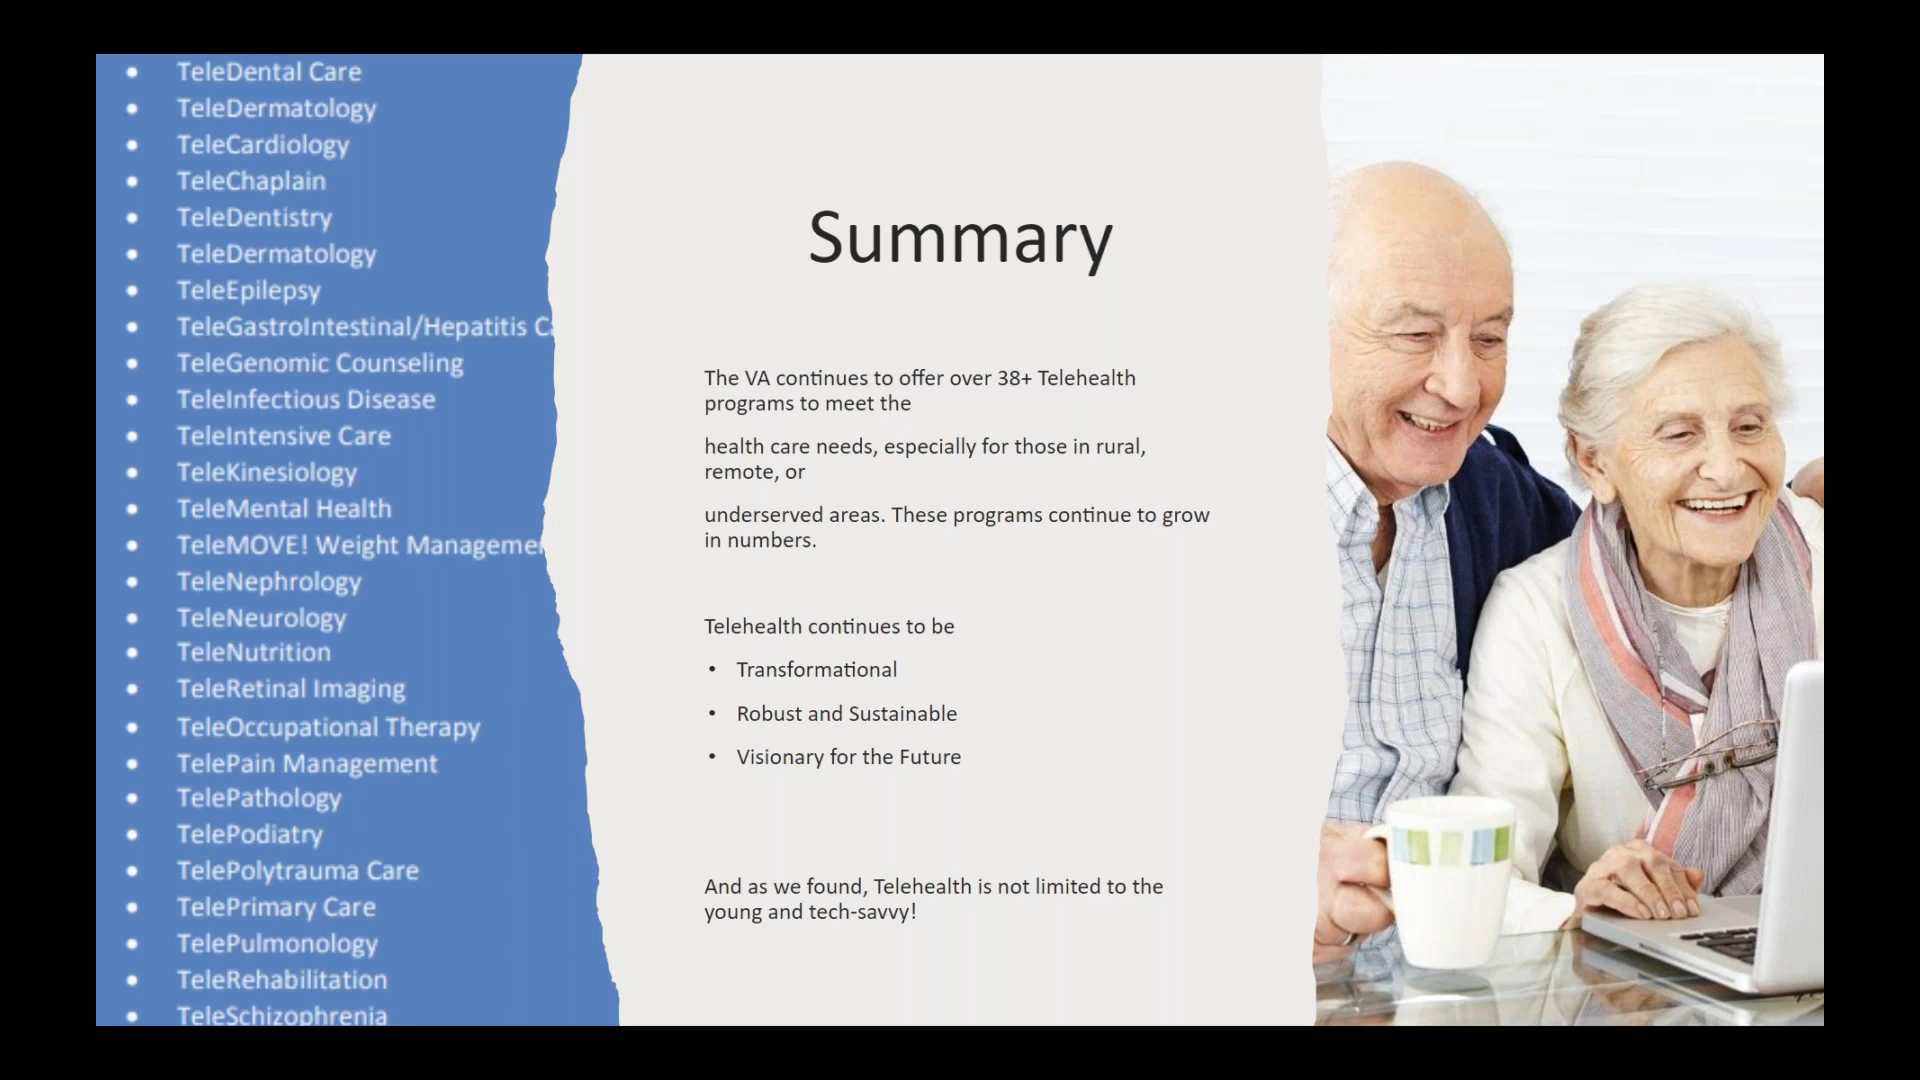 TeleDental Care
TeleDermatology
TeleCardiology
TeleChaplain
TeleDentistry
TeleDermatology
TeleEpilepsy
TeleGastroIntestinal/Hepatitis
TeleGenomic Counseling
TeleInfectious Disease
TeleIntensive Care
TeleKinesiology
TeleMental Health
TeleMOVE! Weight
TeleNephrology
TeleNeurology
TeleNutrition
TeleRetinal Imaging
TeleOccupational Therapy
TelePain Management
TelePathology
TelePodiatry
TelePolytrauma Care
TelePrimary Care
TelePulmonology
TeleRehabilitation
TeleSchizophrenia
Summary
The VA continues to offer over 38+ Telehealth
programs to meet the
health care needs, especially for those in rural,
remote, or
underserved areas. These programs continue to grow
in numbers.
Telehealth continues to be
• Transformational
• Robust and Sustainable
• Visionary for the Future
And as we found, Telehealth is not limited to the
young and tech-savvy!